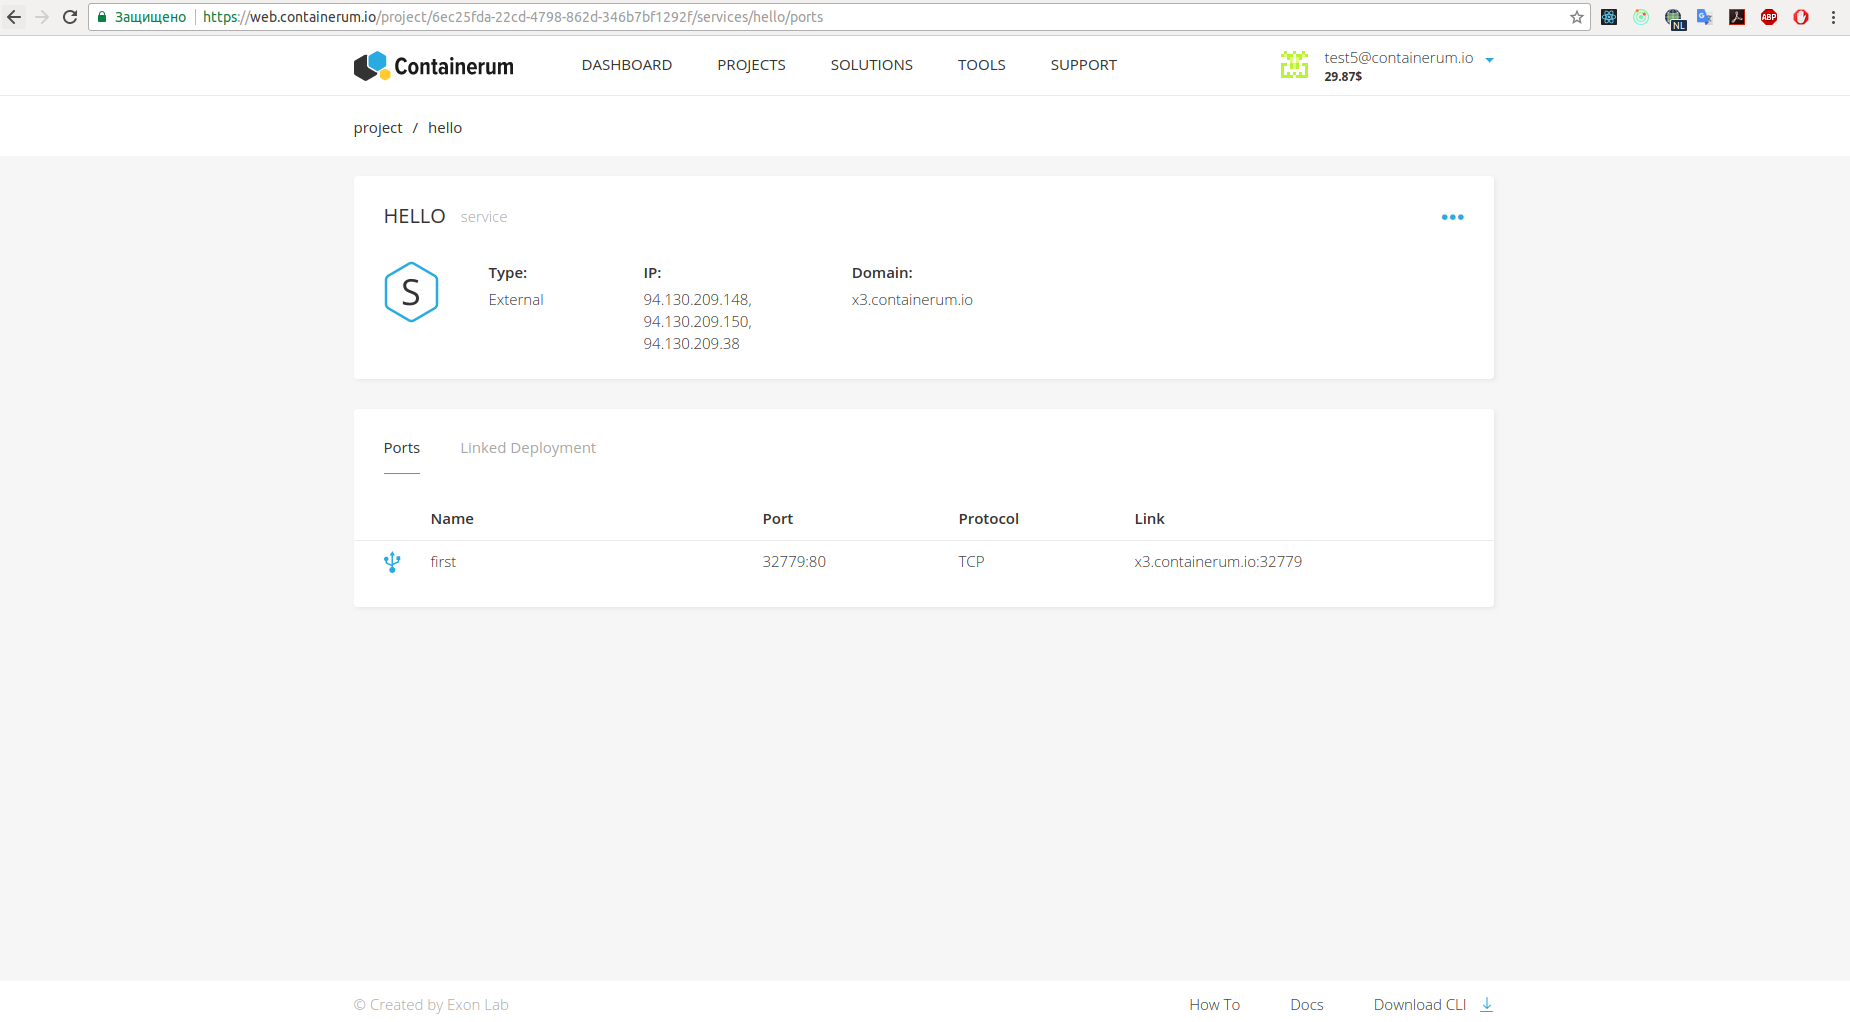 Защищено https://web.containerum.io/project/6ec25fda-22cd-4798-862d-346b7bf1292f/services/hello/ports NL ABP
Containerum DASHBOARD PROJECTS SOLUTIONS TOOLS SUPPORT test5@containerum.io
29.87$
project / hello
HELLO service
S Type: IP: Domain:
External 94.130.209.148, x3.containerum.io
94.130.209.150,
94.130.209.38
Ports Linked Deployment
Name Port Protocol Link
first 32779:80 TCP x3.containerum.io:32779
© Created by Exon Lab How To Docs Download CLI